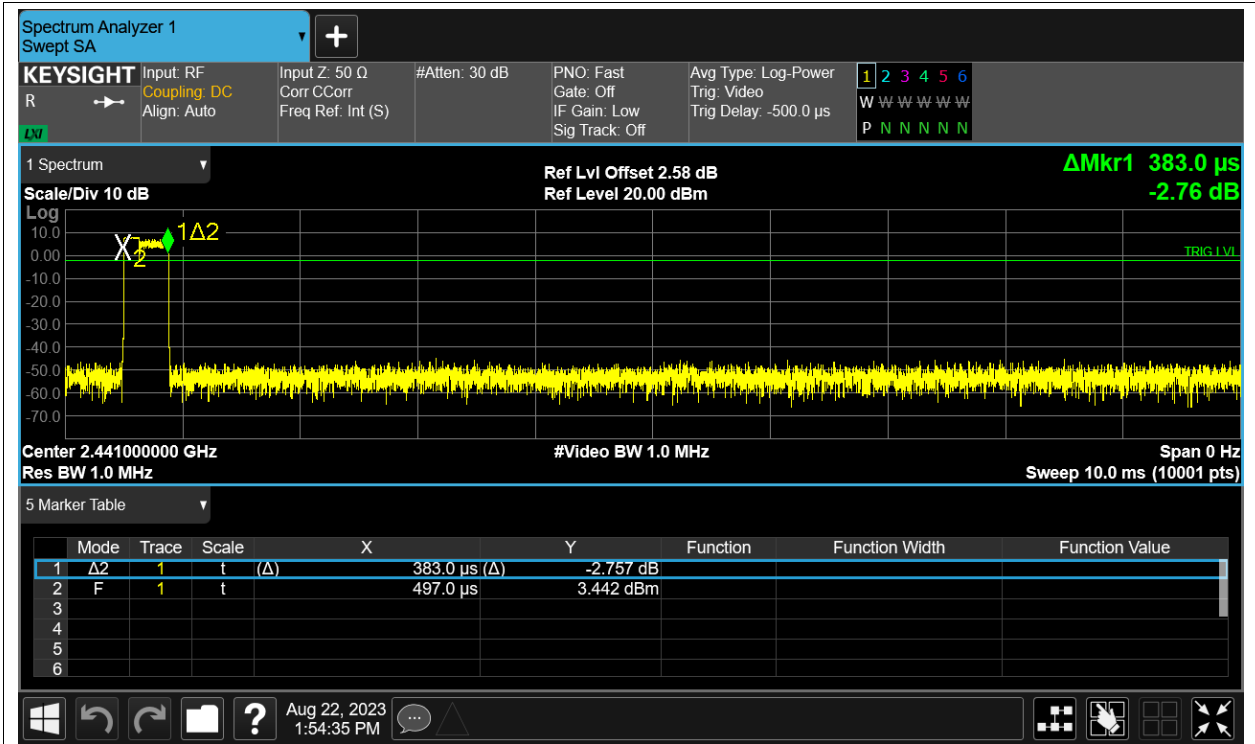 Spectrum Analyzer 1
Swept SA
+
KEYSIGHT
R
LXI
Input: RF
Coupling: DC
Align: Auto
Input Z: 50 Ω
Corr CCorr
Freq Ref: Int (S)
#Atten: 30 dB
PNO: Fast
Gate: Off
IF Gain: Low
Sig Track: Off
Avg Type: Log-Power
Trig: Video
Trig Delay: -500.0 µs
1 2 3 4 5 6
W W W W W W
P N N N N N
1 Spectrum
Scale/Div 10 dB
Ref Lvl Offset 2.58 dB
Ref Level 20.00 dBm
ΔMkr1 383.0 µs
-2.76 dB
Log
10.0
0.00
-10.0
-20.0
-30.0
-40.0
-50.0
-60.0
-70.0
X
2
1Δ2
TRIG LVL
Center 2.441000000 GHz
Res BW 1.0 MHz
#Video BW 1.0 MHz
Span 0 Hz
Sweep 10.0 ms (10001 pts)
5 Marker Table
Mode Trace Scale X Y Function Function Width Function Value
1 Δ2 1 t (Δ) 383.0 µs (Δ) -2.757 dB
2 F 1 t 497.0 µs 3.442 dBm
3
4
5
6
?
Aug 22, 2023
1:54:35 PM